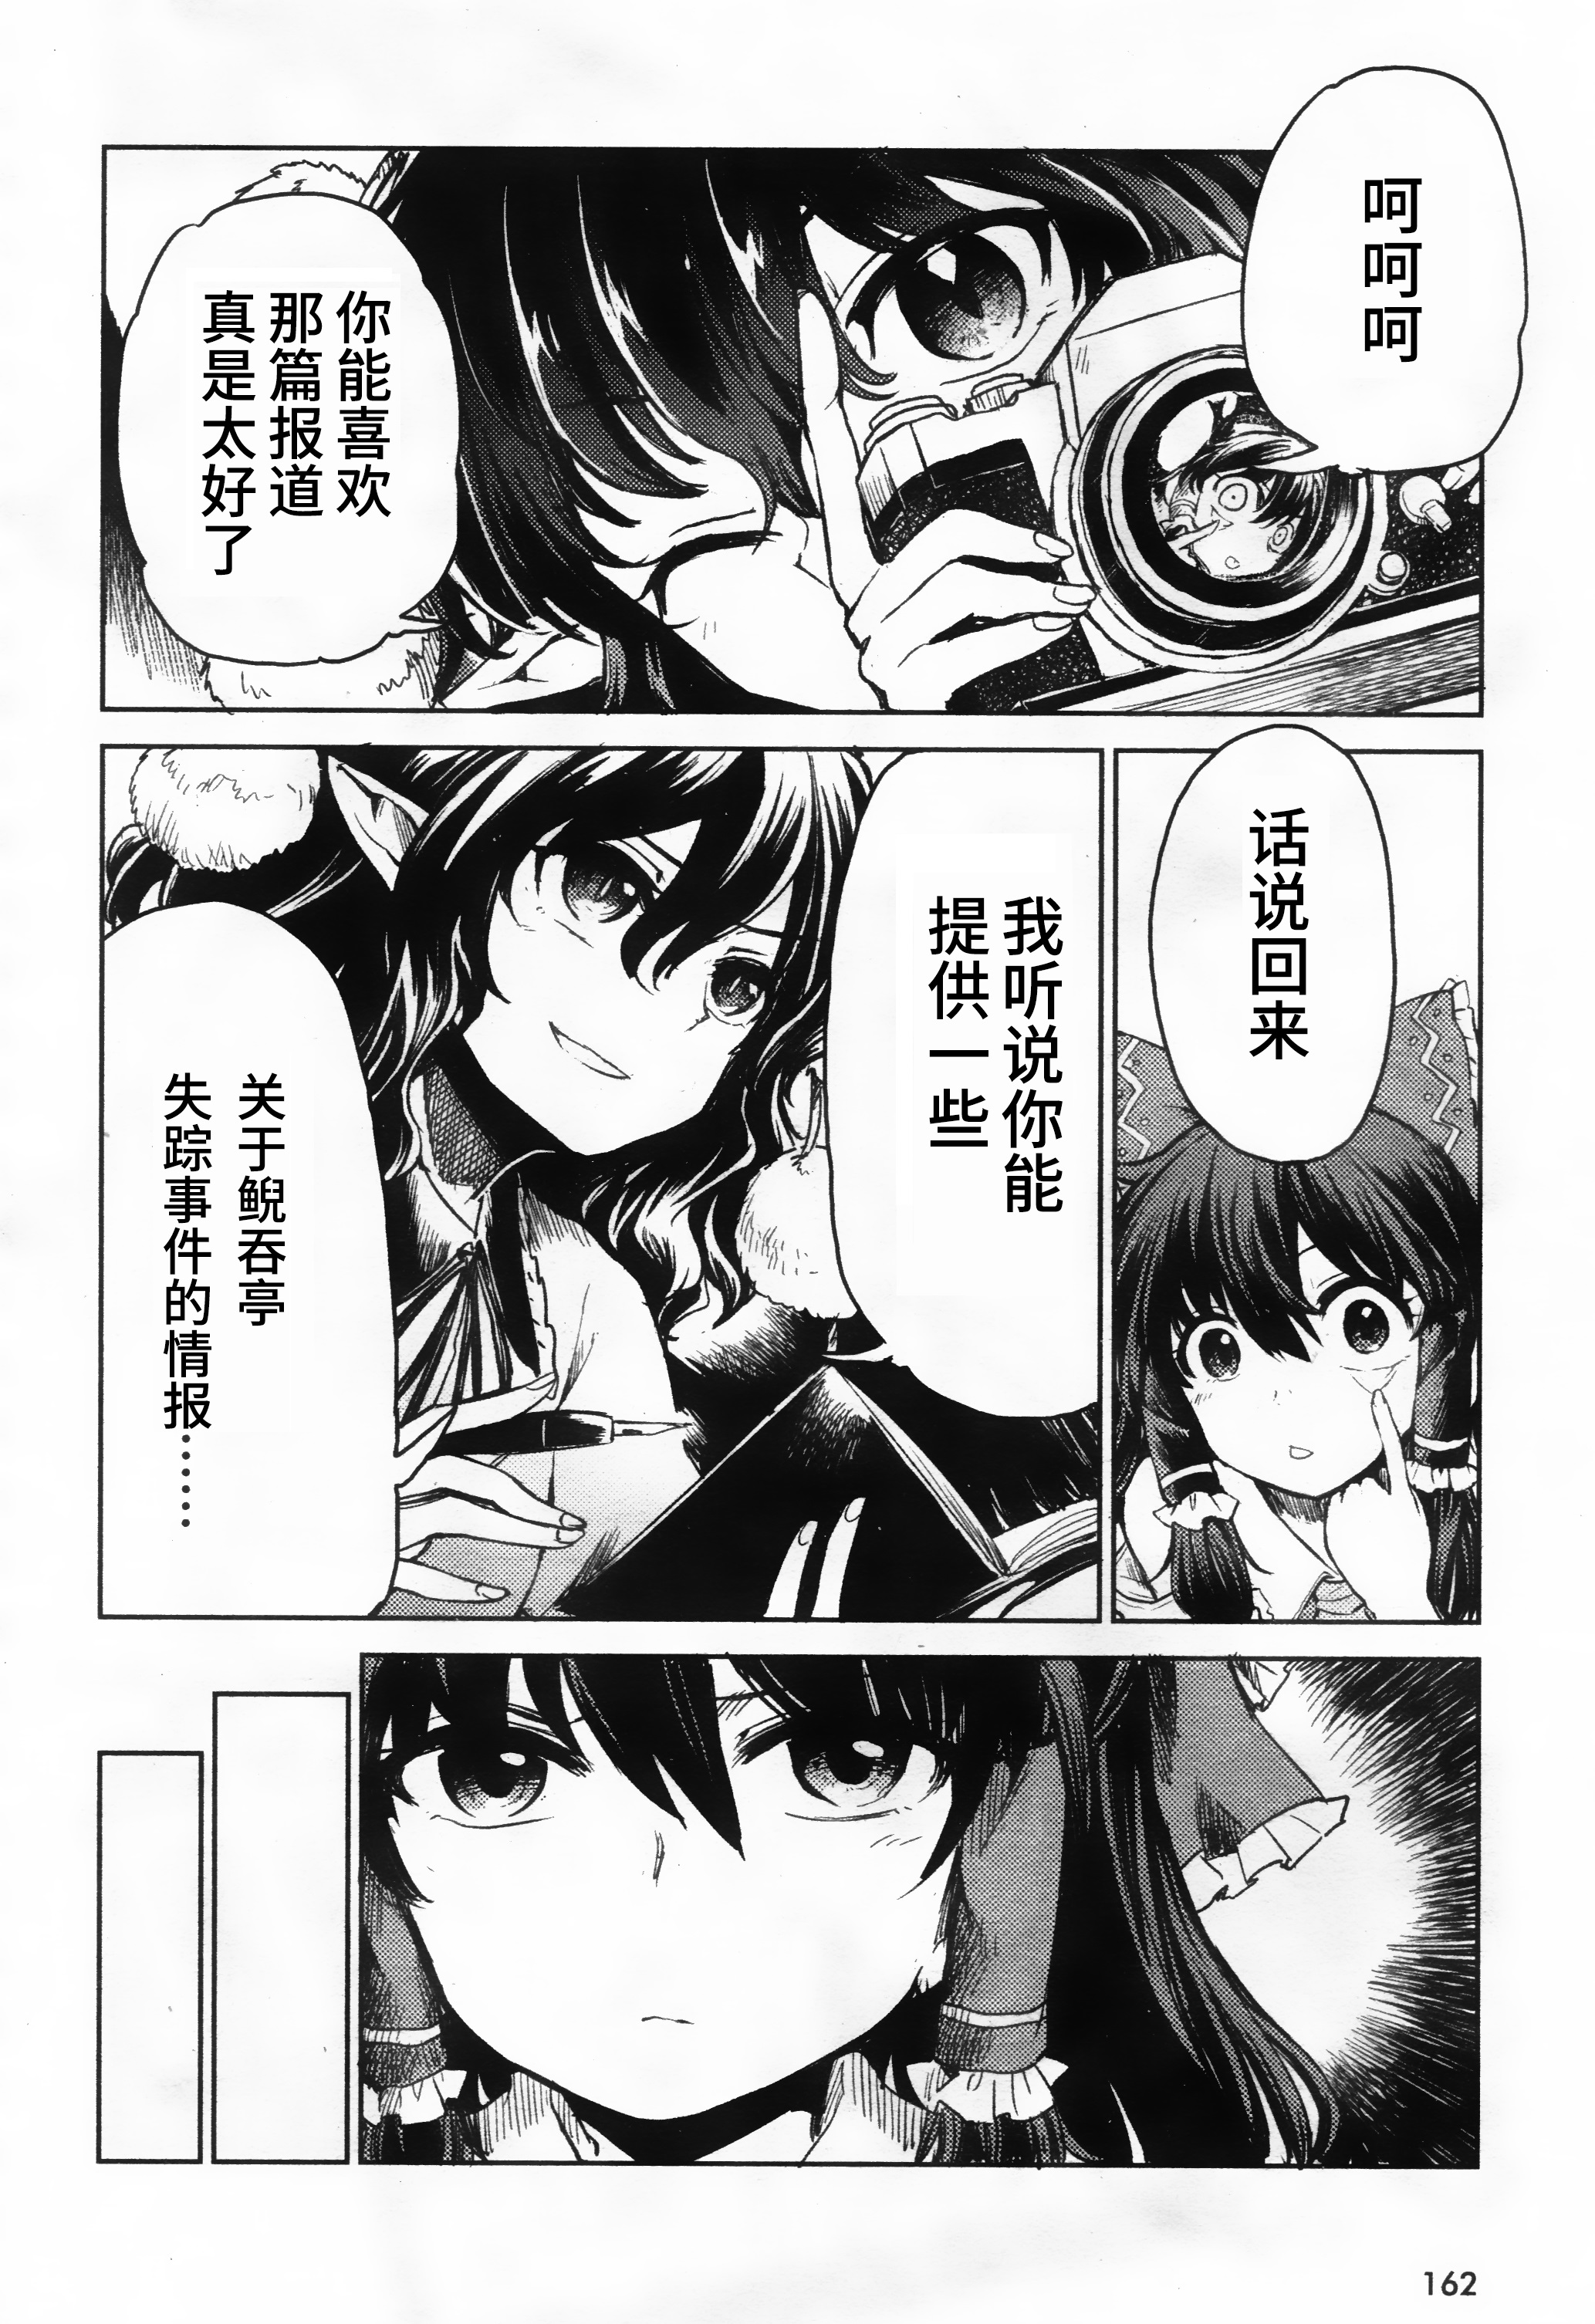 呵呵呵
你能喜欢
那篇报道
真是太好了
话说回来
我听说你能
提供一些
关于鲵吞亭
失踪事件的情报……
162